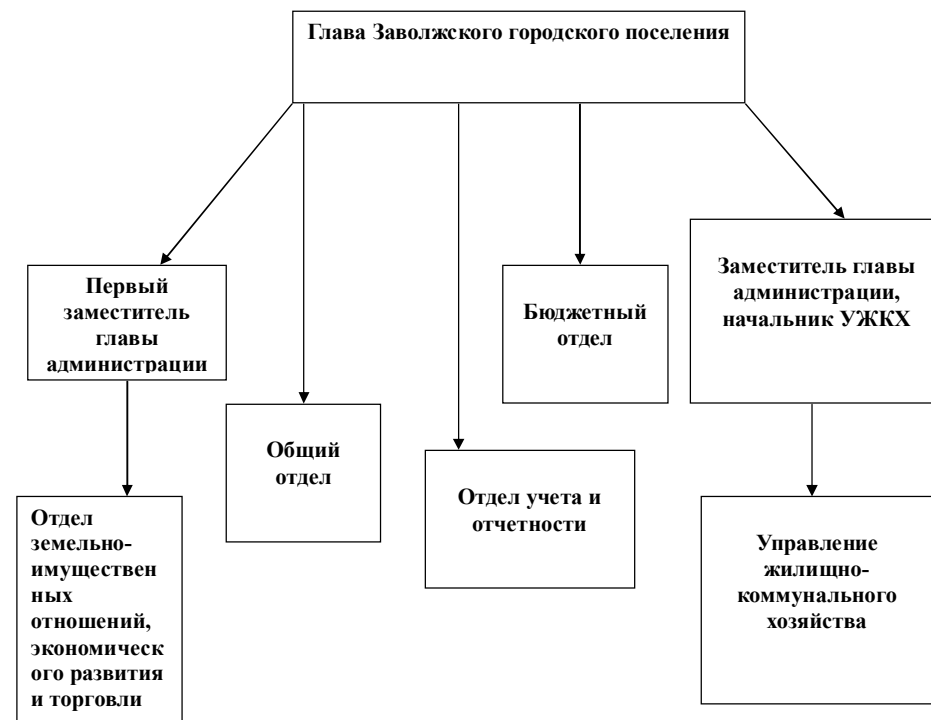 Глава Заволжского городского поселения
Первый
заместитель
главы
администрации
Общий
отдел
Отдел учета и
отчетности
Бюджетный
отдел
Заместитель главы
администрации,
начальник УЖКХ
Отдел
земельно-
имуществен
ных
отношений,
экономическ
ого развития
и торговли
Управление
жилищно-
коммунального
хозяйства